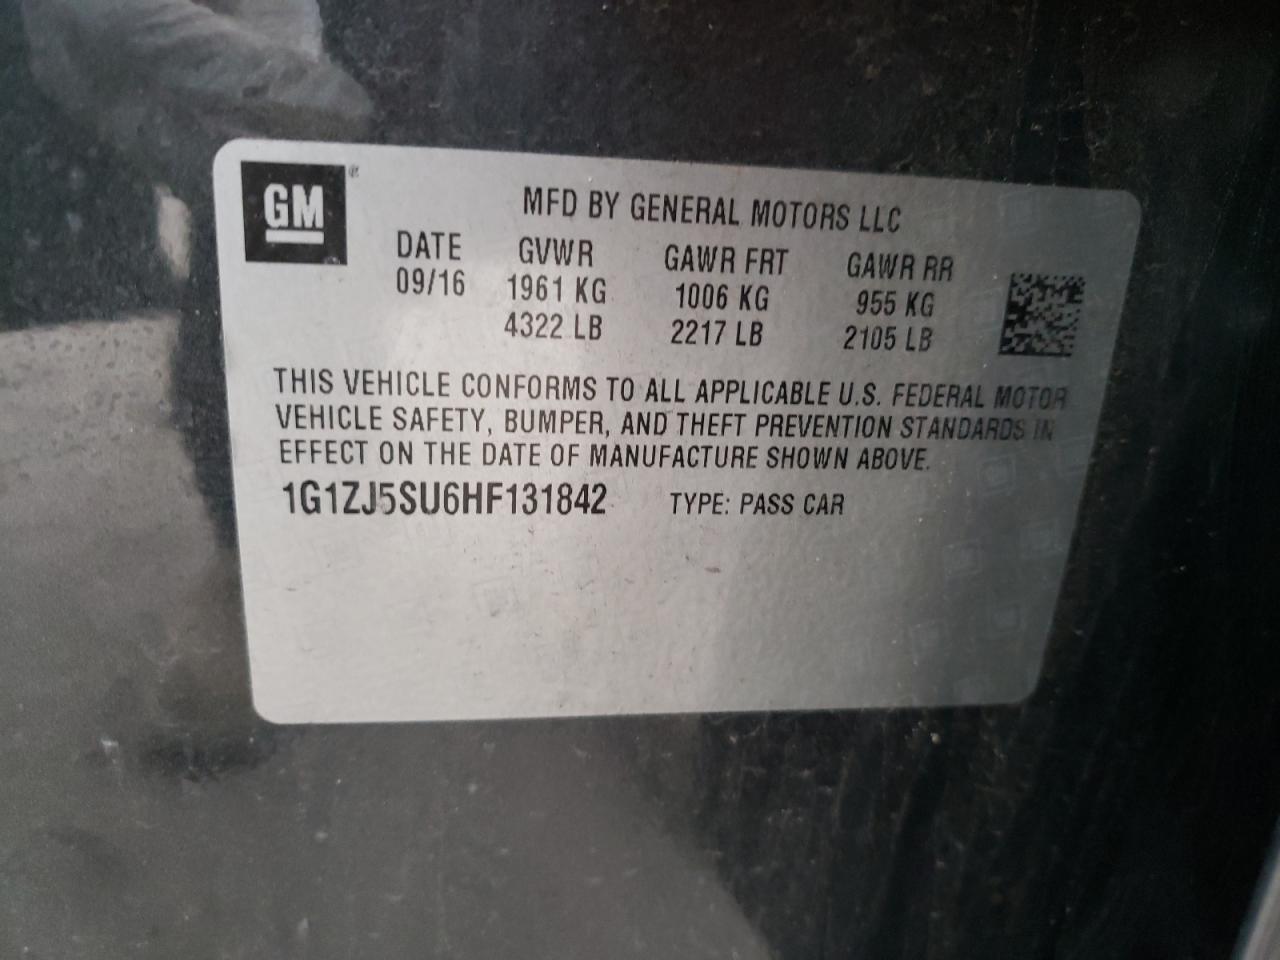 GM®
MFD BY GENERAL MOTORS LLC
DATE GVWR GAWR FRT GAWR RR
09/16 1961 KG 1006 KG 955 KG
4322 LB 2217 LB 2105 LB
THIS VEHICLE CONFORMS TO ALL APPLICABLE U.S. FEDERAL MOTOR
VEHICLE SAFETY, BUMPER, AND THEFT PREVENTION STANDARDS IN
EFFECT ON THE DATE OF MANUFACTURE SHOWN ABOVE.
1G1ZJ5SU6HF131842 TYPE: PASS CAR